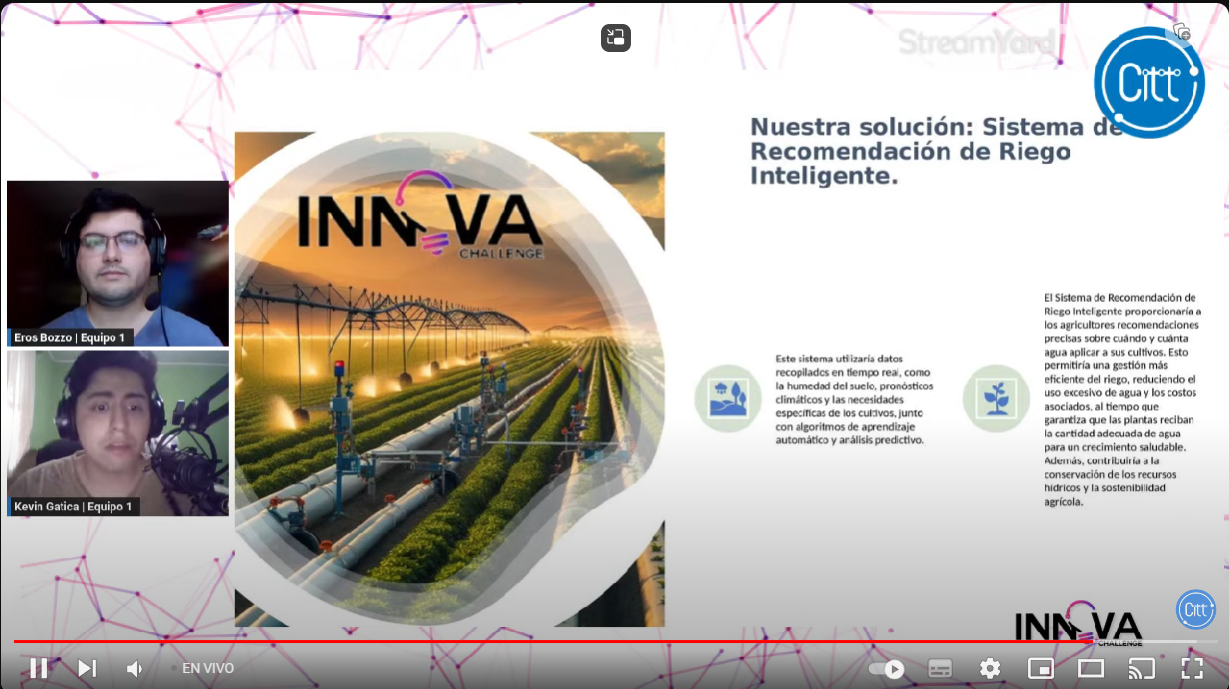 StreamYard
Citt
Nuestra solución: Sistema de
Recomendación de Riego
Inteligente.
INNOVA
CHALLENGE
Eros Bozzo | Equipo 1
Kevin Gatica | Equipo 1
Este sistema utilizaría datos
recopilados en tiempo real, como
la humedad del suelo, pronósticos
climáticos y las necesidades
específicas de los cultivos, junto
con algoritmos de aprendizaje
automático y análisis predictivo.
El Sistema de Recomendación de
Riego Inteligente proporcionaría a
los agricultores recomendaciones
precisas sobre cuándo y cuánta
agua aplicar a sus cultivos. Esto
permitiría una gestión más
eficiente del riego, reduciendo el
uso excesivo de agua y los costos
asociados, al tiempo que
garantiza que las plantas reciban
la cantidad adecuada de agua
para un crecimiento saludable.
Además, contribuiría a la
conservación de los recursos
hídricos y la sostenibilidad
agrícola.
Citt
INNOVA
CHALLENGE
EN VIVO